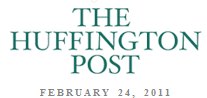 THE
HUFFINGTON
POST
FEBRUARY 24, 2011